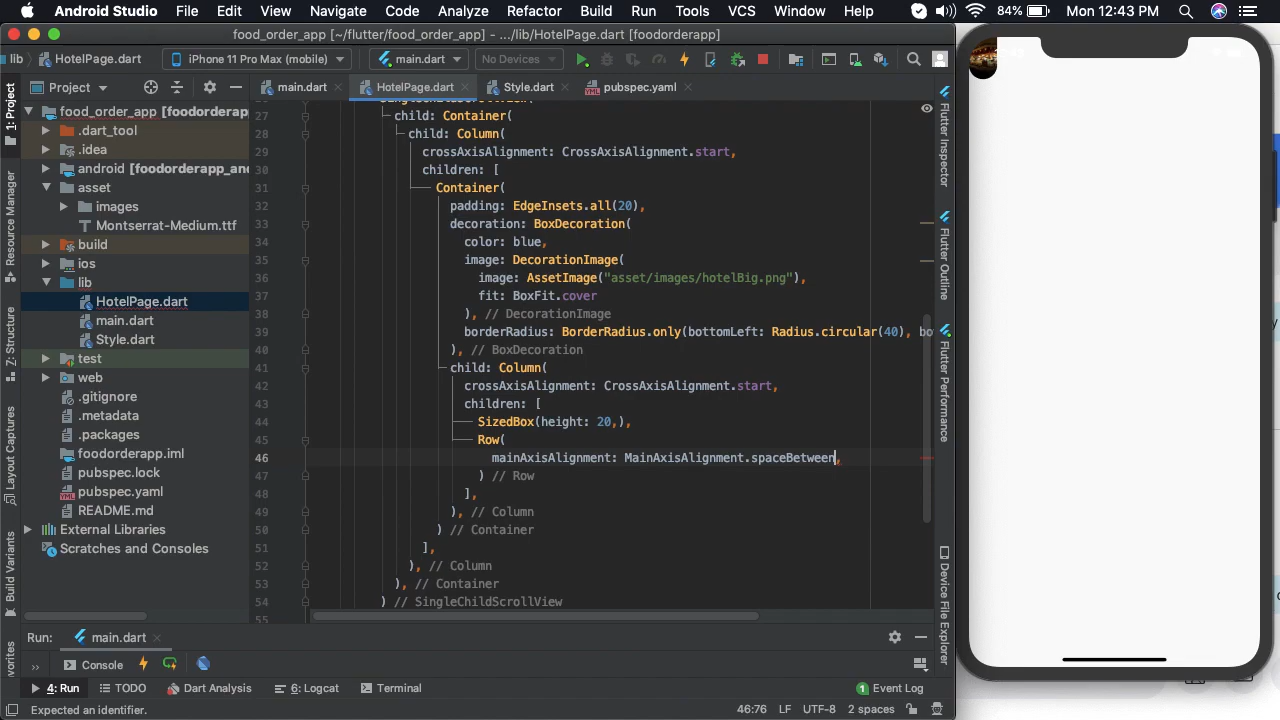 Android Studio File Edit View Navigate Code Analyze Refactor Build Run Tools VCS Window Help 84% Mon 12:43 PM
food_order_app [~/flutter/food_order_app] - .../lib/HotelPage.dart [foodorderapp]
lib HotelPage.dart iPhone 11 Pro Max (mobile) main.dart No Devices
Project main.dart HotelPage.dart Style.dart pubspec.yaml
1: Project
Resource Manager
Z: Structure
Layout Captures
Build Variants
food_order_app [foodorderapp
.dart_tool
.idea
android [foodorderapp_an
asset
images
Montserrat-Medium.ttf
build
ios
lib
HotelPage.dart
main.dart
Style.dart
test
web
.gitignore
.metadata
.packages
foodorderapp.iml
pubspec.lock
pubspec.yaml
README.md
External Libraries
Scratches and Consoles
27 child: Container(
28 child: Column(
29 crossAxisAlignment: CrossAxisAlignment.start,
30 children: [
31 Container(
32 padding: EdgeInsets.all(20),
33 decoration: BoxDecoration(
34 color: blue,
35 image: DecorationImage(
36 image: AssetImage("asset/images/hotelBig.png"),
37 fit: BoxFit.cover
38 ), // DecorationImage
39 borderRadius: BorderRadius.only(bottomLeft: Radius.circular(40), bo
40 ), // BoxDecoration
41 child: Column(
42 crossAxisAlignment: CrossAxisAlignment.start,
43 children: [
44 SizedBox(height: 20,),
45 Row(
46 mainAxisAlignment: MainAxisAlignment.spaceBetween,
47 ) // Row
48 ],
49 ), // Column
50 ) // Container
51 ],
52 ), // Column
53 ), // Container
54 ) // SingleChildScrollView
55
Flutter Inspector
Flutter Outline
Flutter Performance
Device File Explorer
Run: main.dart
Console
4: Run TODO Dart Analysis 6: Logcat Terminal 1 Event Log
Expected an identifier. 46:76 LF UTF-8 2 spaces